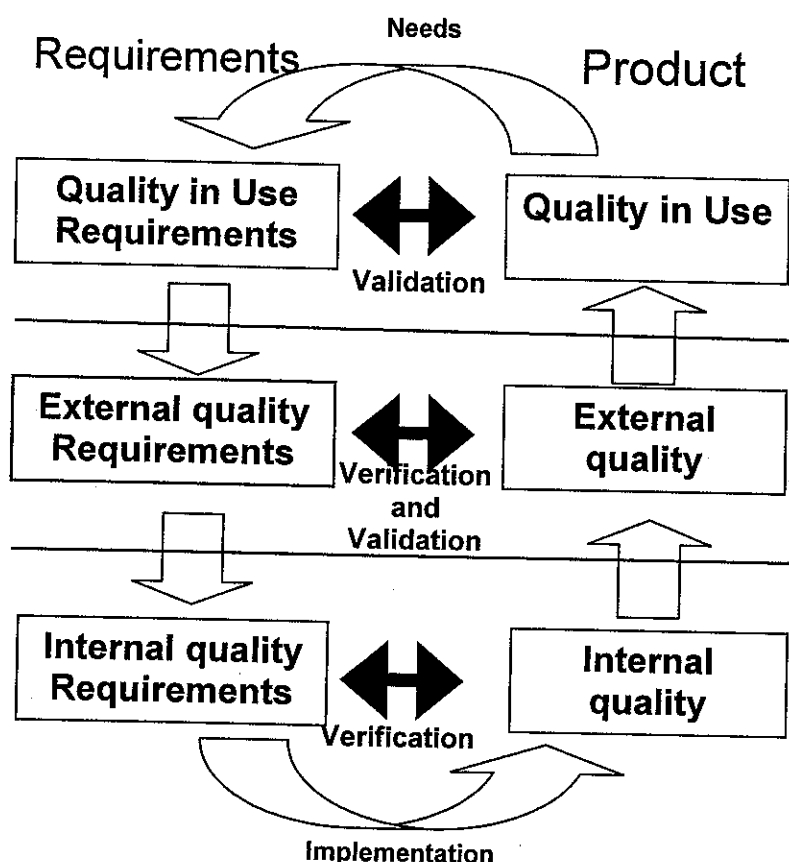 Needs
Requirements
Product
Quality in Use
Requirements
Validation
Quality in Use
External quality
Requirements
Verification
and
Validation
External
quality
Internal quality
Requirements
Verification
Internal
quality
Implementation